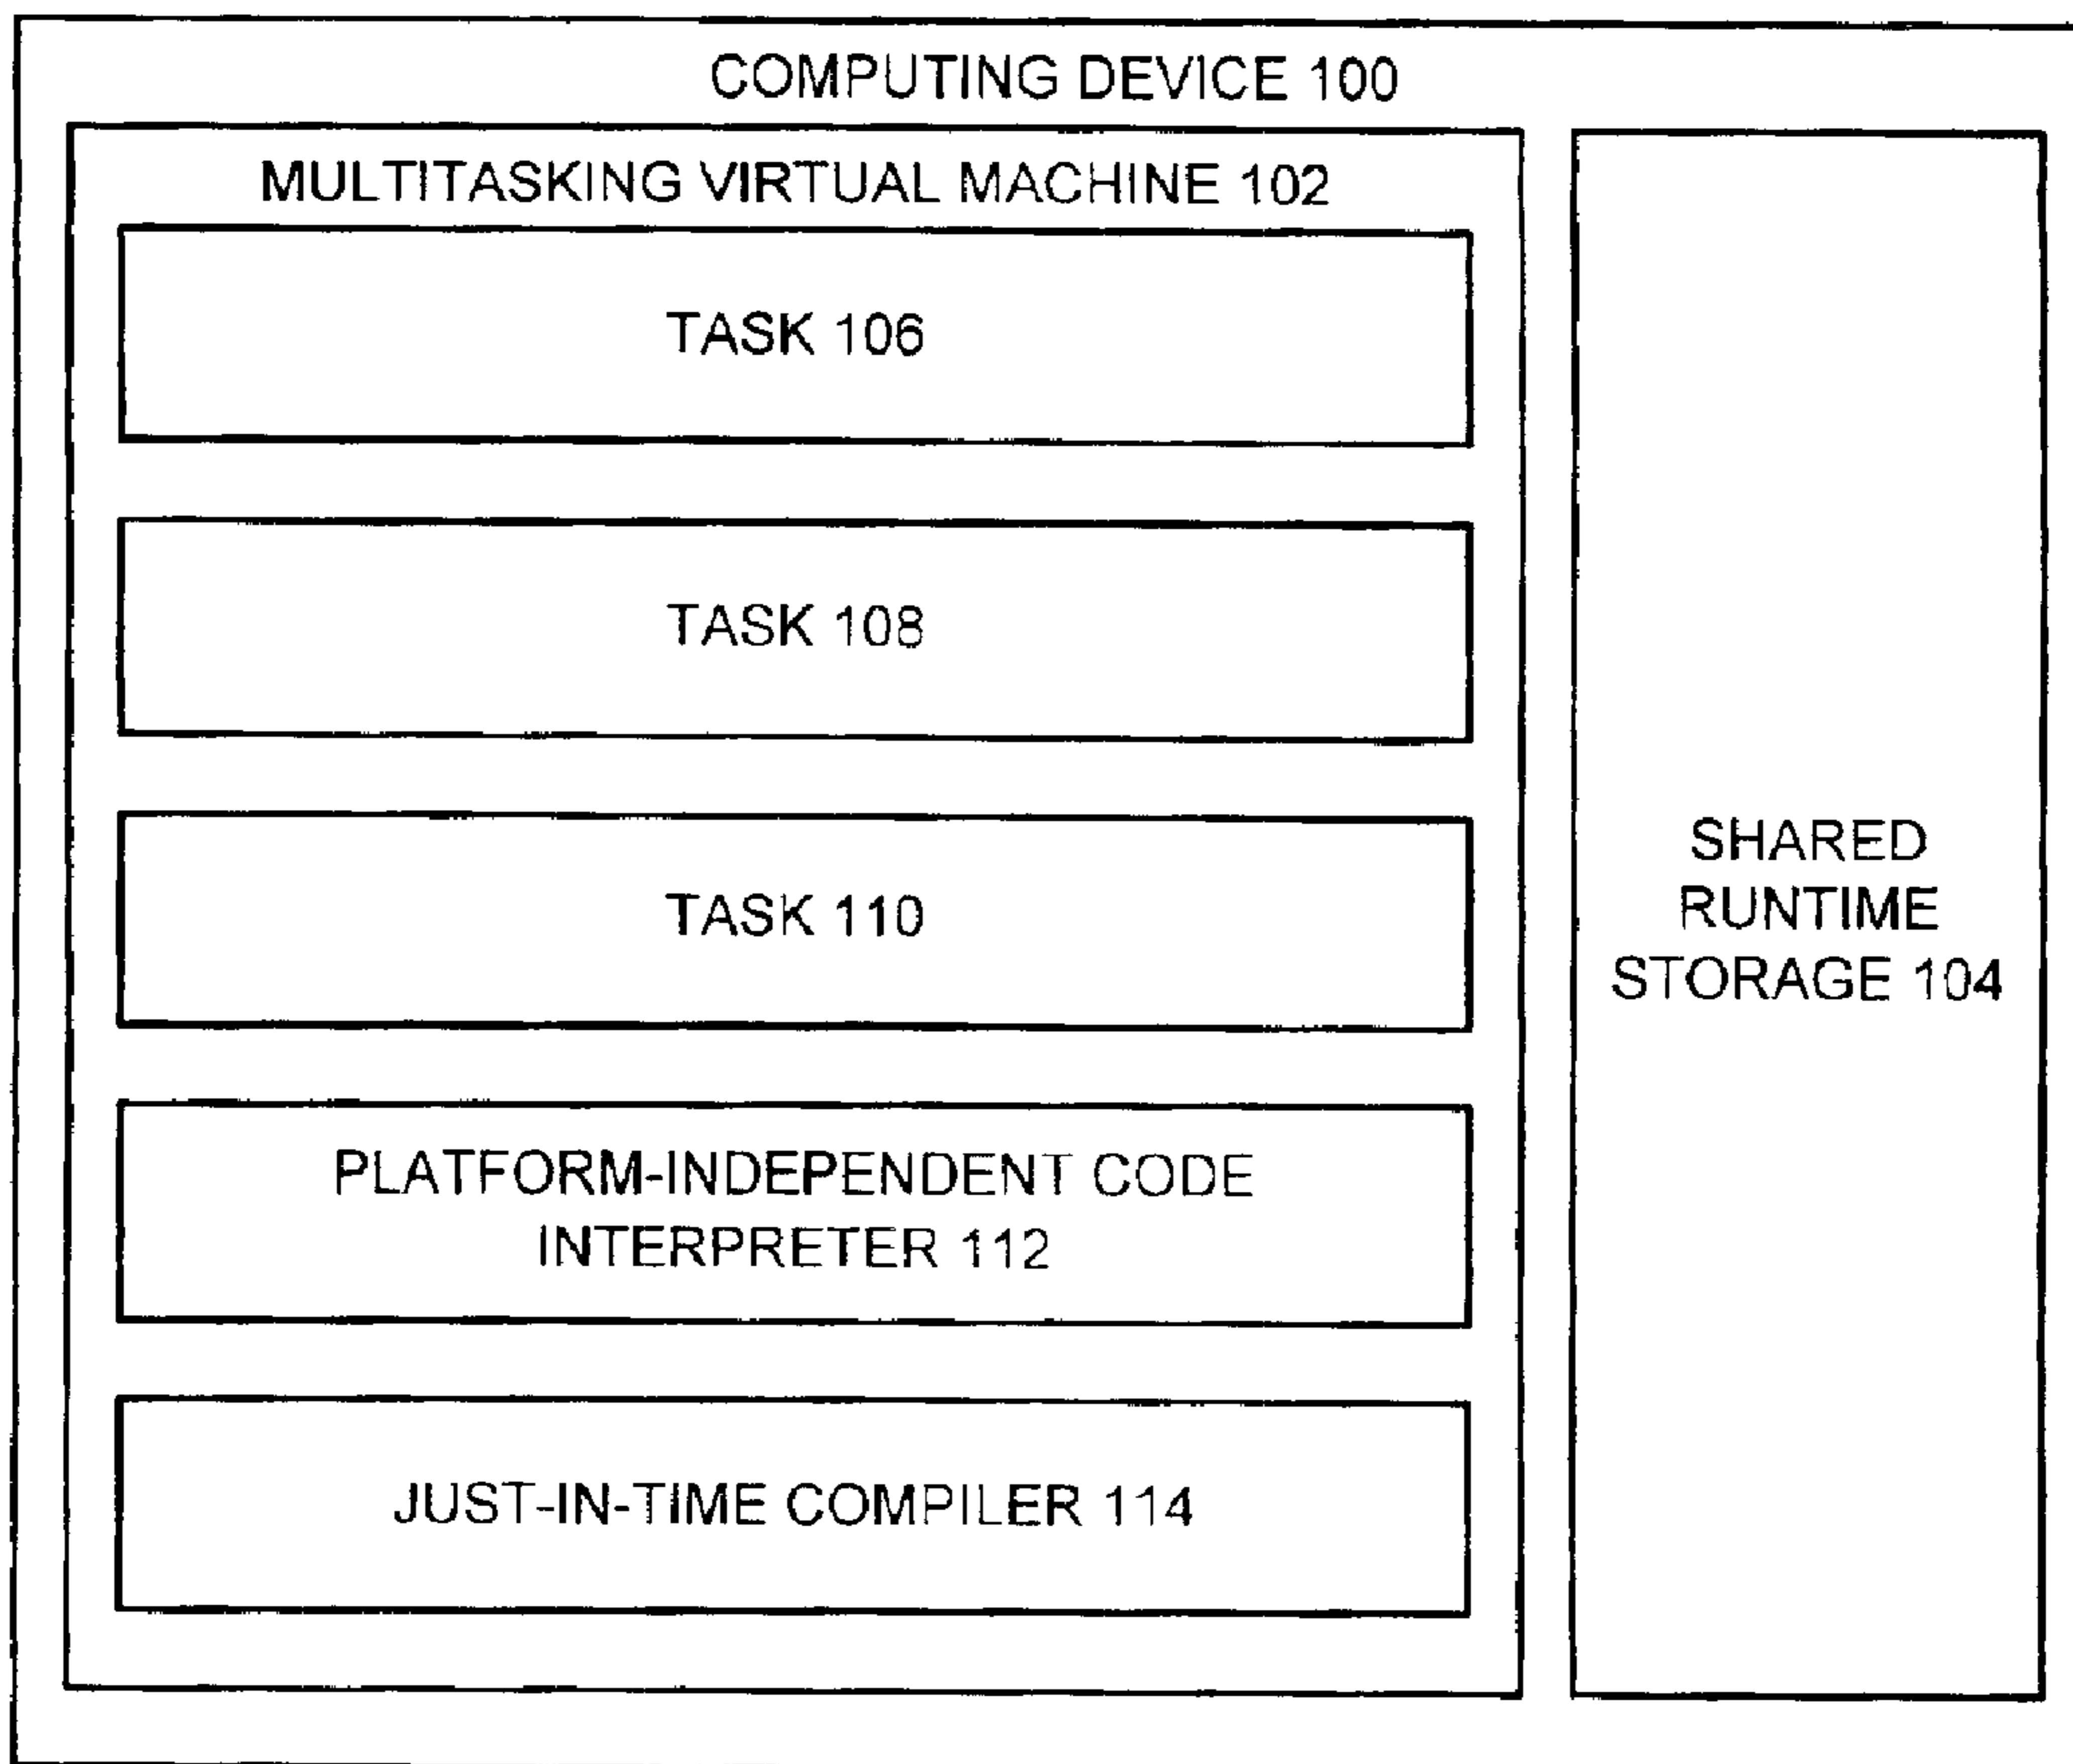 COMPUTING DEVICE 100
MULTITASKING VIRTUAL MACHINE 102
TASK 106
TASK 108
TASK 110
PLATFORM-INDEPENDENT CODE
INTERPRETER 112
JUST-IN-TIME COMPILER 114
SHARED
RUNTIME
STORAGE 104